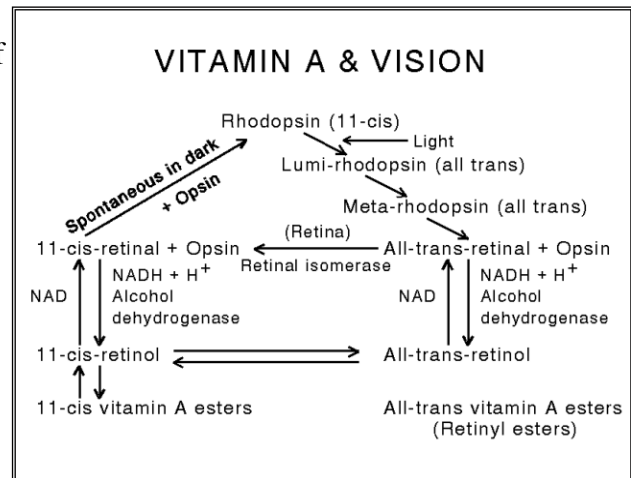 f
VITAMIN A & VISION
Rhodopsin (11-cis)
Light
Lumi-rhodopsin (all trans)
Spontaneous in dark
+ Opsin
Meta-rhodopsin (all trans)
(Retina)
11-cis-retinal + Opsin
All-trans-retinal + Opsin
Retinal isomerase
NADH + H+
NAD
Alcohol
dehydrogenase
NADH + H+
NAD
Alcohol
dehydrogenase
11-cis-retinol
All-trans-retinol
11-cis vitamin A esters
All-trans vitamin A esters
(Retinyl esters)